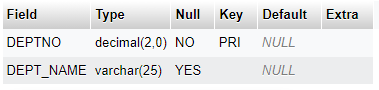 Field Type Null Key Default Extra
DEPTNO decimal(2,0) NO PRI NULL
DEPT_NAME varchar(25) YES NULL